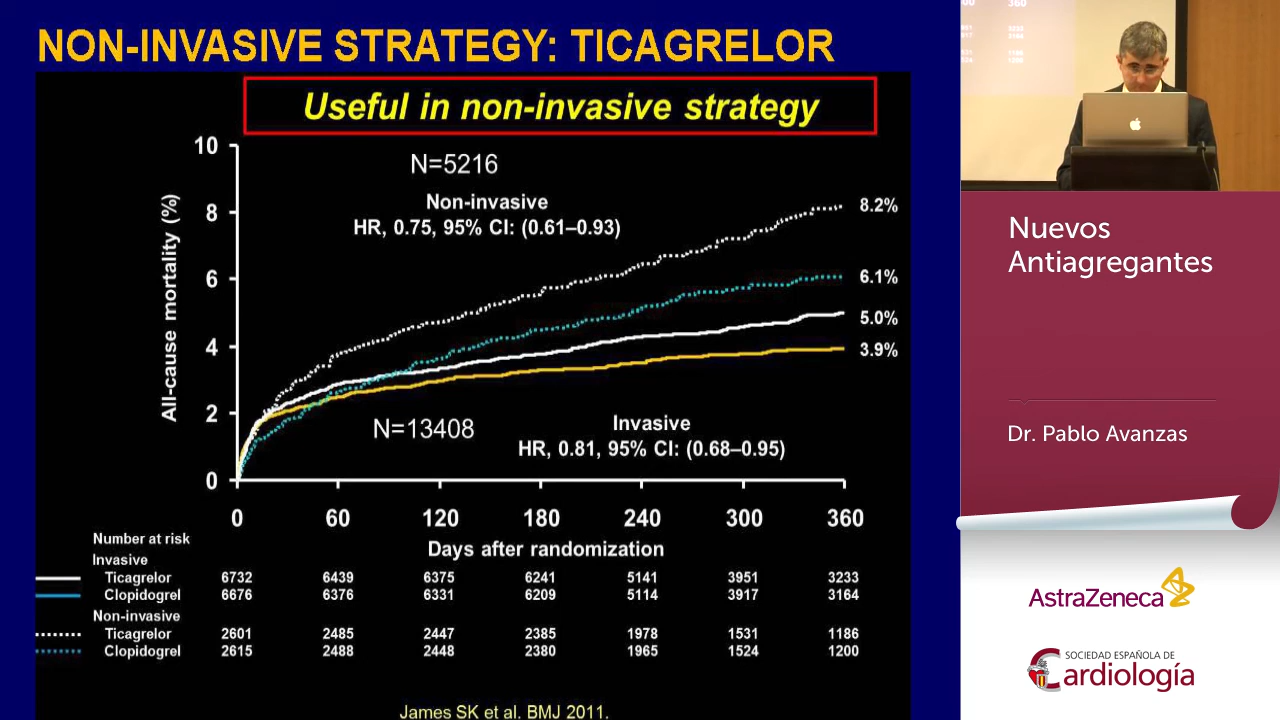 NON-INVASIVE STRATEGY: TICAGRELOR
Useful in non-invasive strategy
N=5216
Non-invasive
HR, 0.75, 95% CI: (0.61–0.93)
All-cause mortality (%)
10
8
6
4
2
0
8.2%
6.1%
5.0%
3.9%
N=13408
Invasive
HR, 0.81, 95% CI: (0.68–0.95)
0 60 120 180 240 300 360
Days after randomization
Number at risk
Invasive
Ticagrelor 6732 6439 6375 6241 5141 3951 3233
Clopidogrel 6676 6376 6331 6209 5114 3917 3164
Non-invasive
Ticagrelor 2601 2485 2447 2385 1978 1531 1186
Clopidogrel 2615 2488 2448 2380 1965 1524 1200
James SK et al. BMJ 2011.
360
Nuevos
Antiagregantes
Dr. Pablo Avanzas
AstraZeneca
SOCIEDAD ESPAÑOLA DE
Cardiología